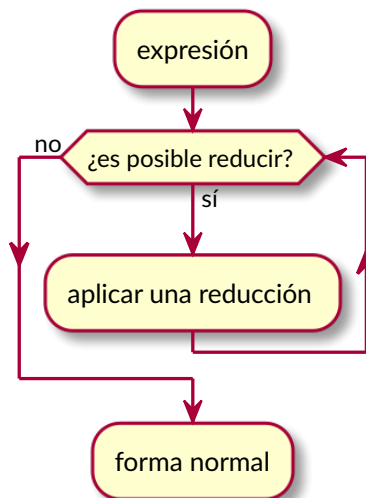 expresión
no
¿es posible reducir?
sí
aplicar una reducción
forma normal